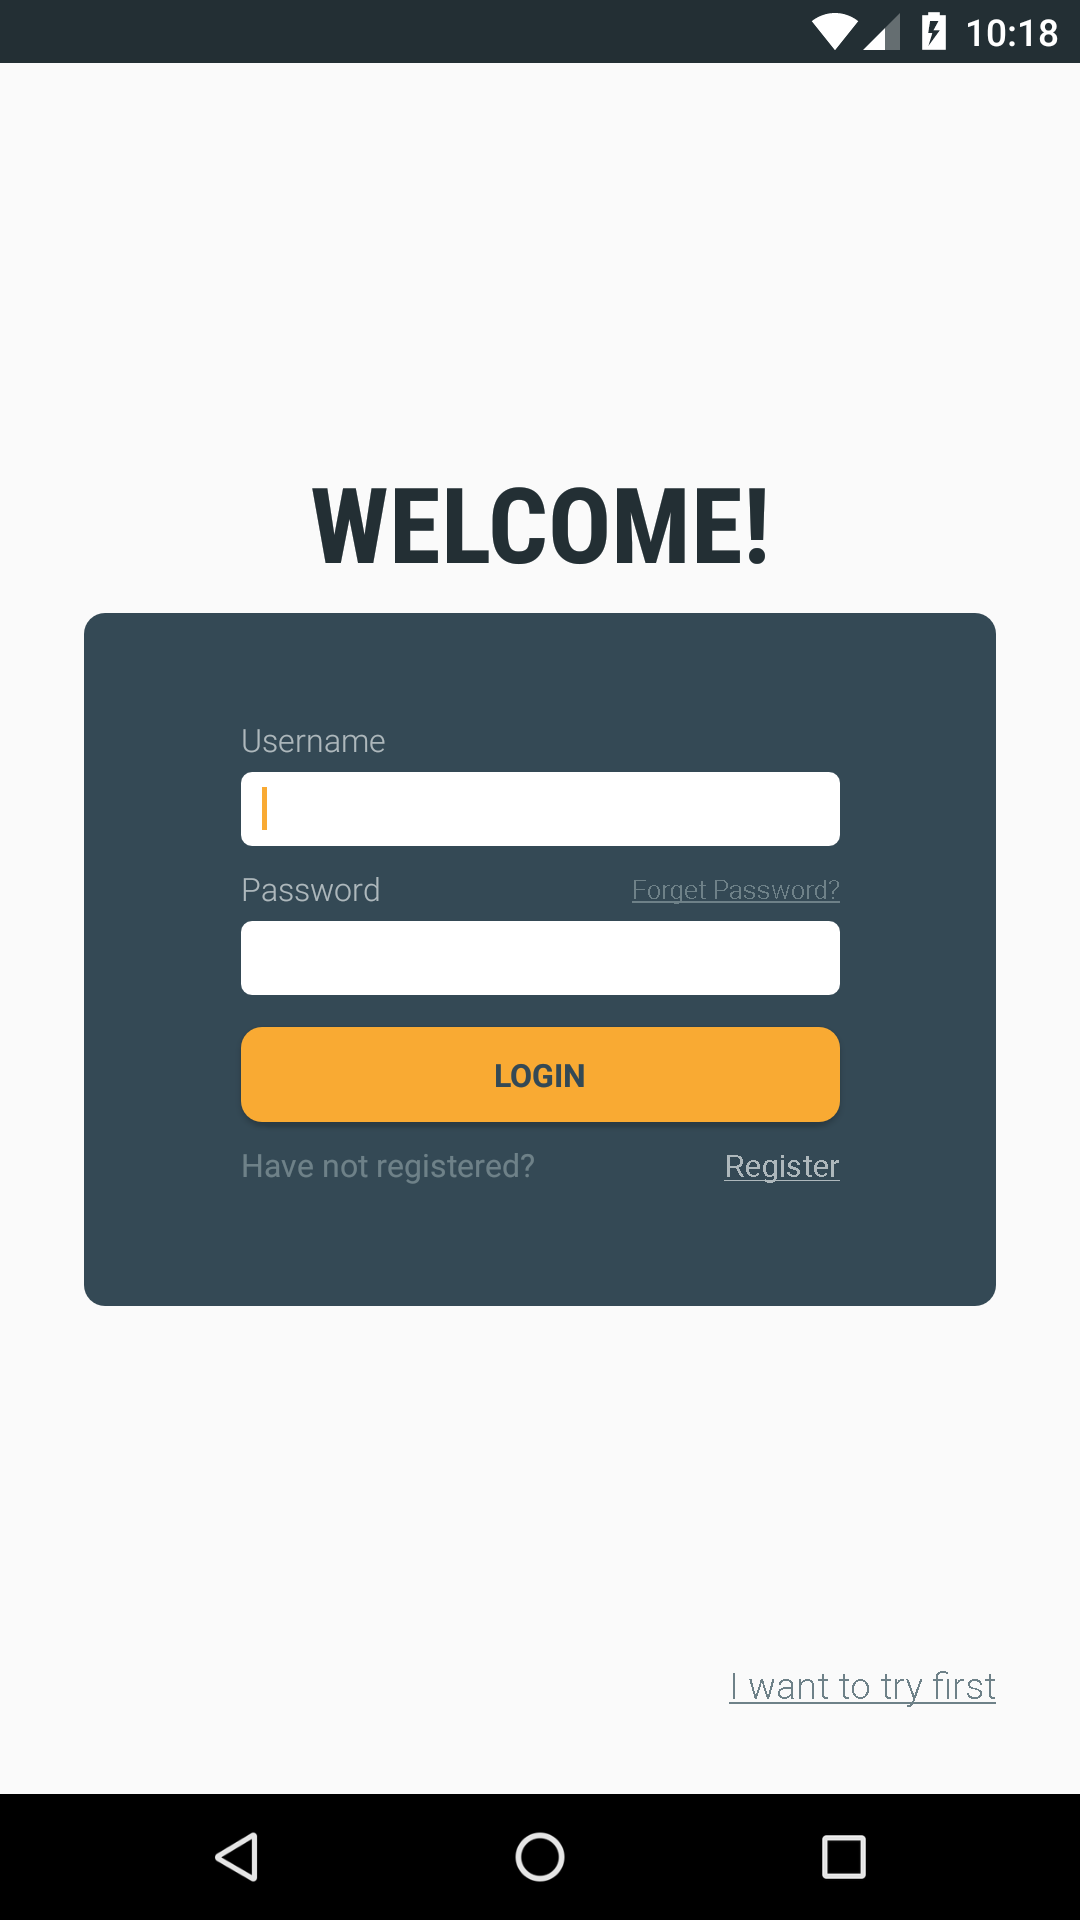 10:18
WELCOME!
Username
Password Forget Password?
LOGIN
Have not registered? Register
I want to try first